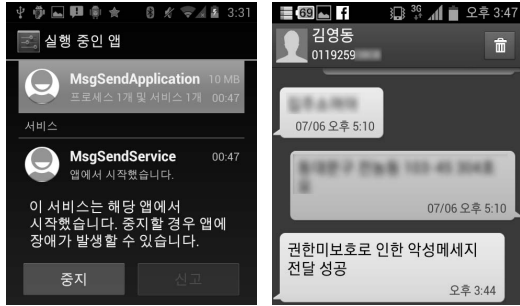 3:31
실행 중인 앱
MsgSendApplication 10 MB
프로세스 1개 및 서비스 1개 00:47
서비스
MsgSendService 00:47
앱에서 시작했습니다.
이 서비스는 해당 앱에서
시작했습니다. 중지할 경우 앱에
장애가 발생할 수 있습니다.
중지 신고
69 3G 오후 3:47
김영동
0119259
07/06 오후 5:10
07/06 오후 5:10
권한미보호로 인한 악성메세지
전달 성공
오후 3:44